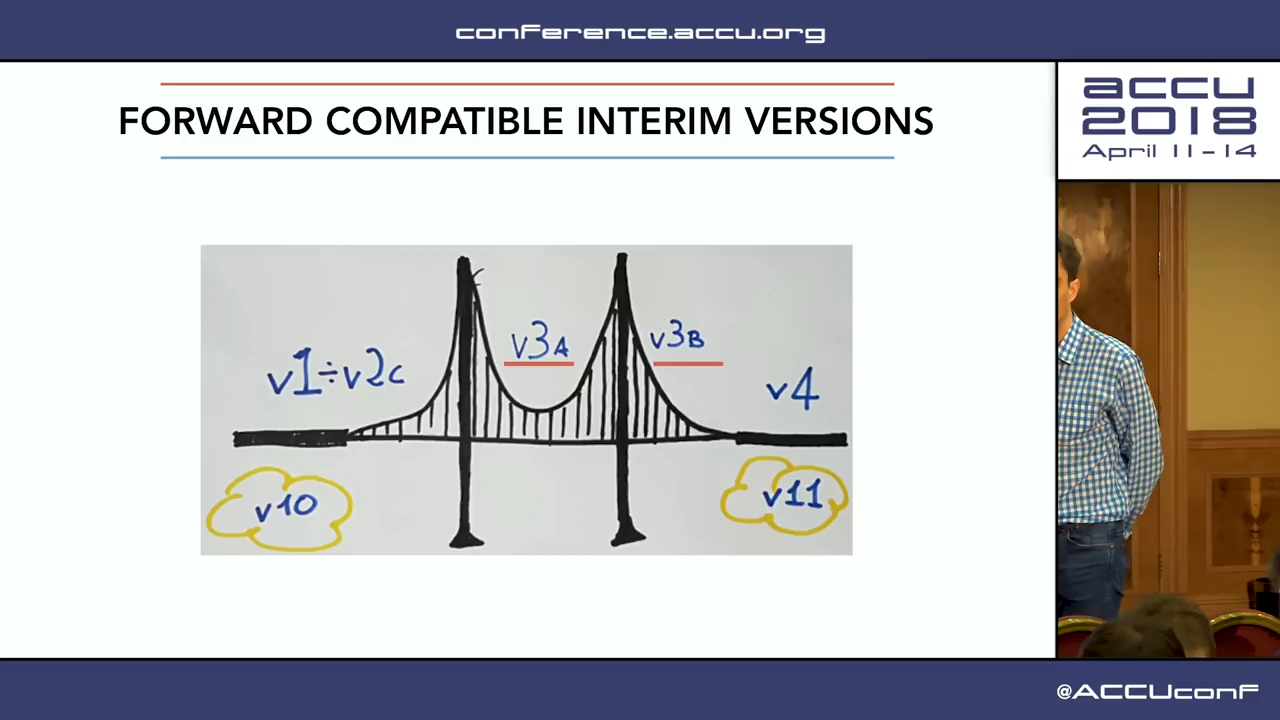 conference.accu.org
FORWARD COMPATIBLE INTERIM VERSIONS
accu
2018
April 11-14
v1÷v2c
v3A
v3B
v4
v10
v11
@ACCUconf